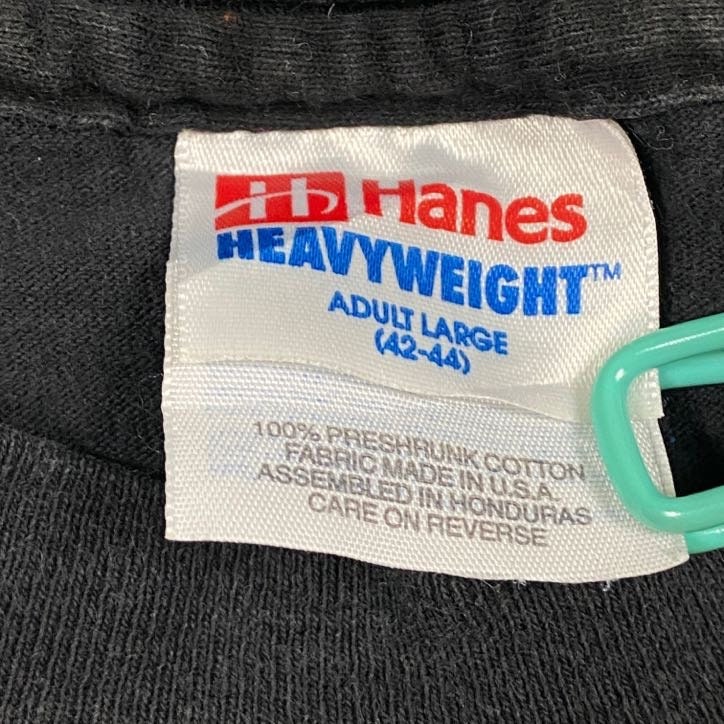 Hanes
HEAVYWEIGHT™
ADULT LARGE
(42-44)
100% PRESHRUNK COTTON
FABRIC MADE IN U.S.A.
ASSEMBLED IN HONDURAS
CARE ON REVERSE